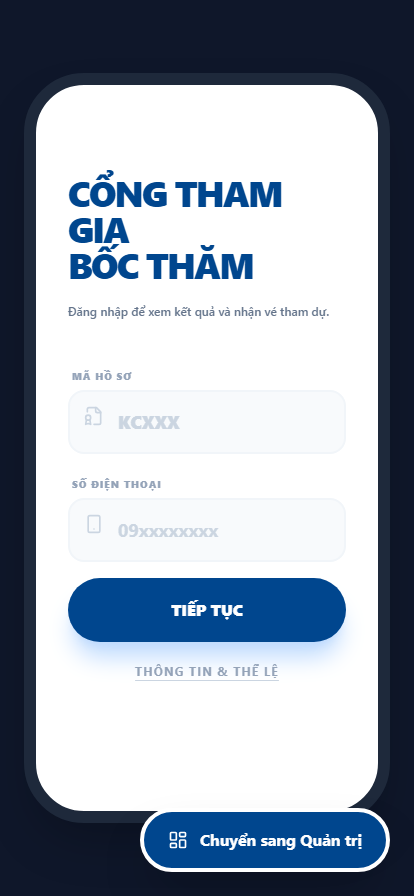 CỔNG THAM
GIA
BỐC THĂM
Đăng nhập để xem kết quả và nhận vé tham dự.
MÃ HỒ SƠ
KCXXX
SỐ ĐIỆN THOẠI
09xxxxxxxx
TIẾP TỤC
THÔNG TIN & THỂ LỆ
Chuyển sang Quản trị